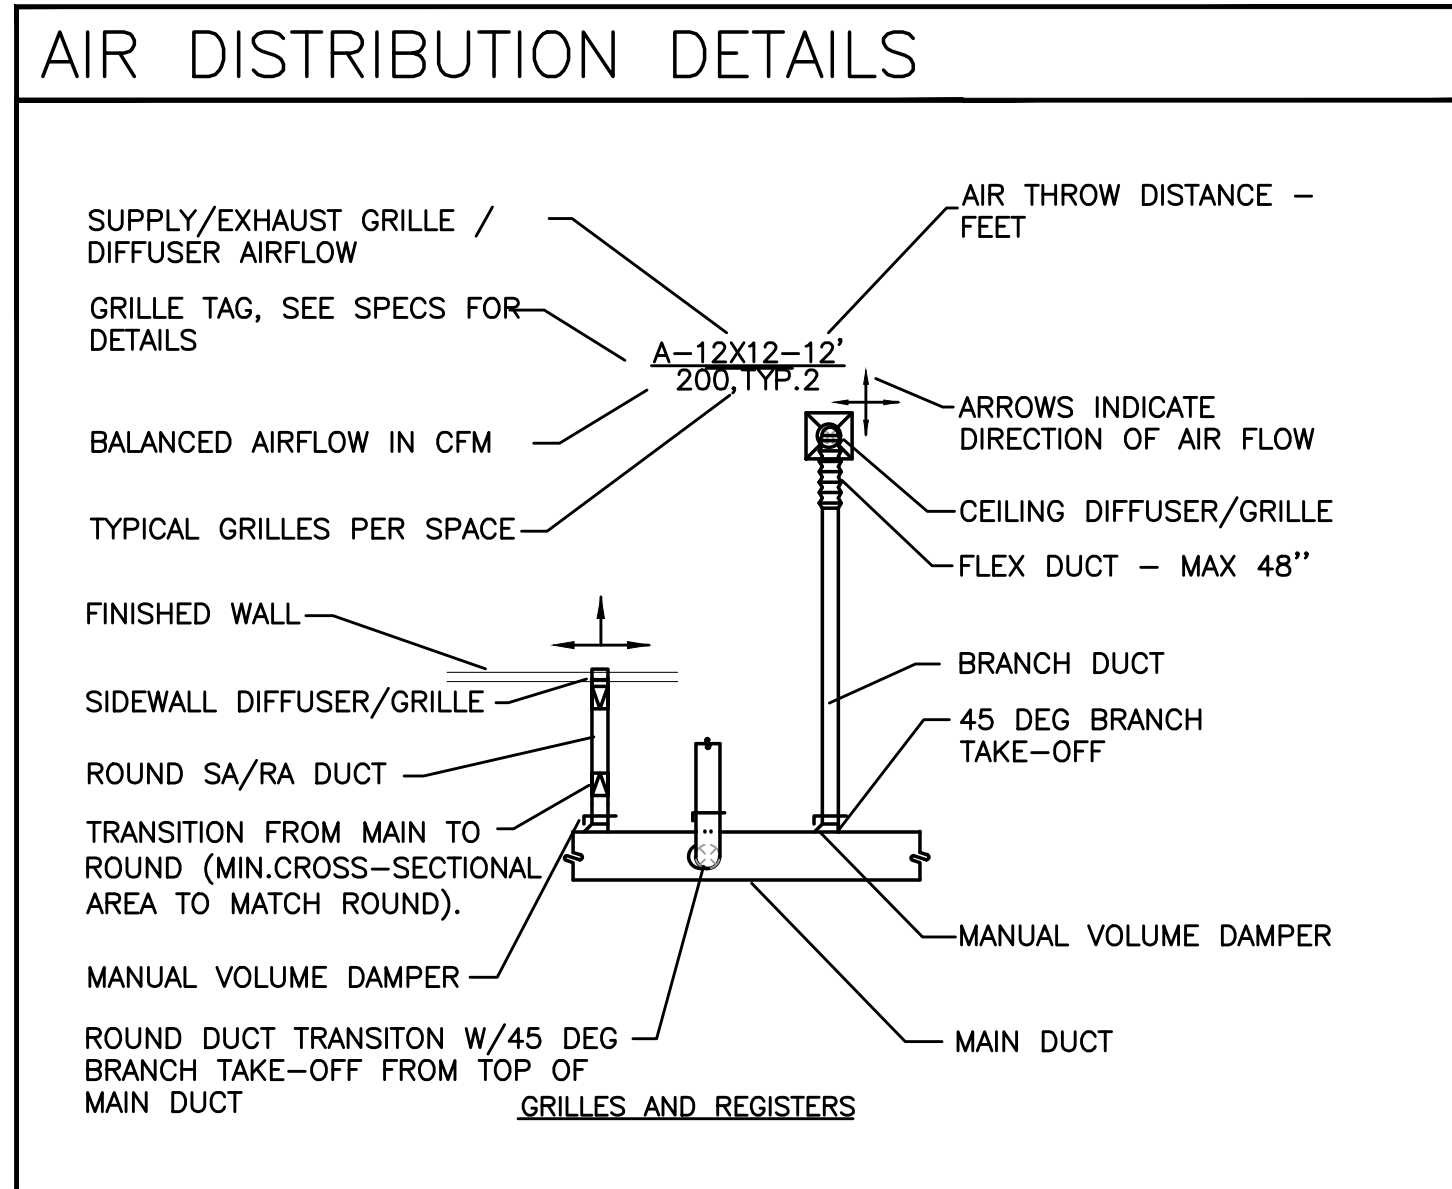 AIR DISTRIBUTION DETAILS
SUPPLY/EXHAUST GRILLE /
DIFFUSER AIRFLOW
GRILLE TAG, SEE SPECS FOR
DETAILS
BALANCED AIRFLOW IN CFM
TYPICAL GRILLES PER SPACE
FINISHED WALL
SIDEWALL DIFFUSER/GRILLE
ROUND SA/RA DUCT
TRANSITION FROM MAIN TO
ROUND (MIN.CROSS-SECTIONAL
AREA TO MATCH ROUND).
MANUAL VOLUME DAMPER
ROUND DUCT TRANSITON W/45 DEG
BRANCH TAKE-OFF FROM TOP OF
MAIN DUCT
A-12X12-12'
200,TYP.2
AIR THROW DISTANCE -
FEET
ARROWS INDICATE
DIRECTION OF AIR FLOW
CEILING DIFFUSER/GRILLE
FLEX DUCT - MAX 48''
BRANCH DUCT
45 DEG BRANCH
TAKE-OFF
MANUAL VOLUME DAMPER
MAIN DUCT
GRILLES AND REGISTERS